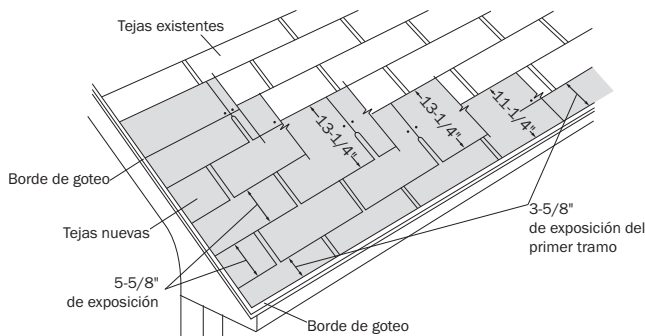 Tejas existentes
13-1/4"
13-1/4"
11-1/4"
Borde de goteo
Tejas nuevas
5-5/8"
de exposición
3-5/8"
de exposición del
primer tramo
Borde de goteo